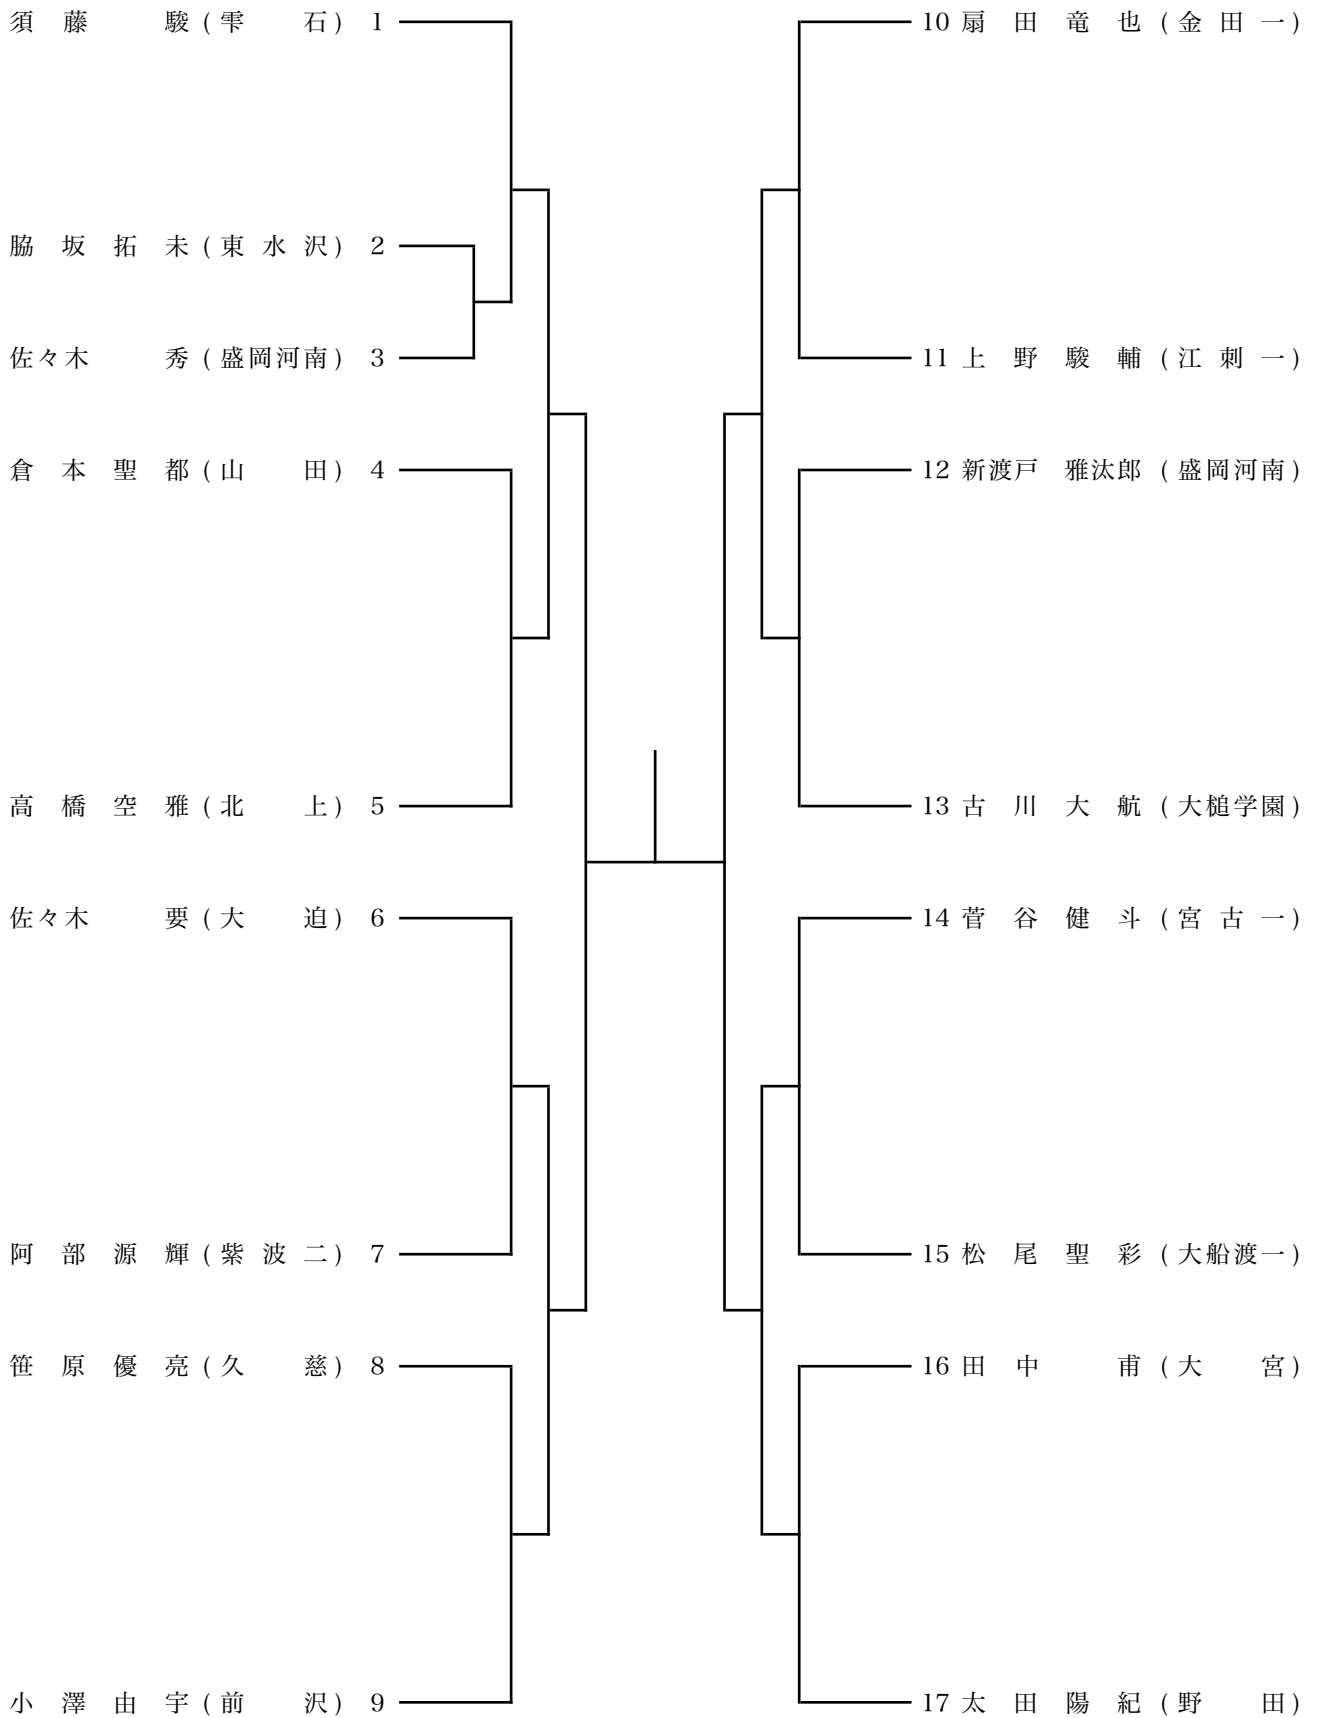 須藤　駿(雫　石) 1
脇坂拓未(東水沢) 2
佐々木　秀(盛岡河南) 3
倉本聖都(山　田) 4
高橋空雅(北　上) 5
佐々木　要(大　迫) 6
阿部源輝(紫波二) 7
笹原優亮(久　慈) 8
小澤由宇(前　沢) 9
10 扇田竜也(金田一)
11 上野駿輔(江刺一)
12 新渡戸　雅汰郎(盛岡河南)
13 古川大航(大槌学園)
14 菅谷健斗(宮古一)
15 松尾聖彩(大船渡一)
16 田中　甫(大　宮)
17 太田陽紀(野　田)